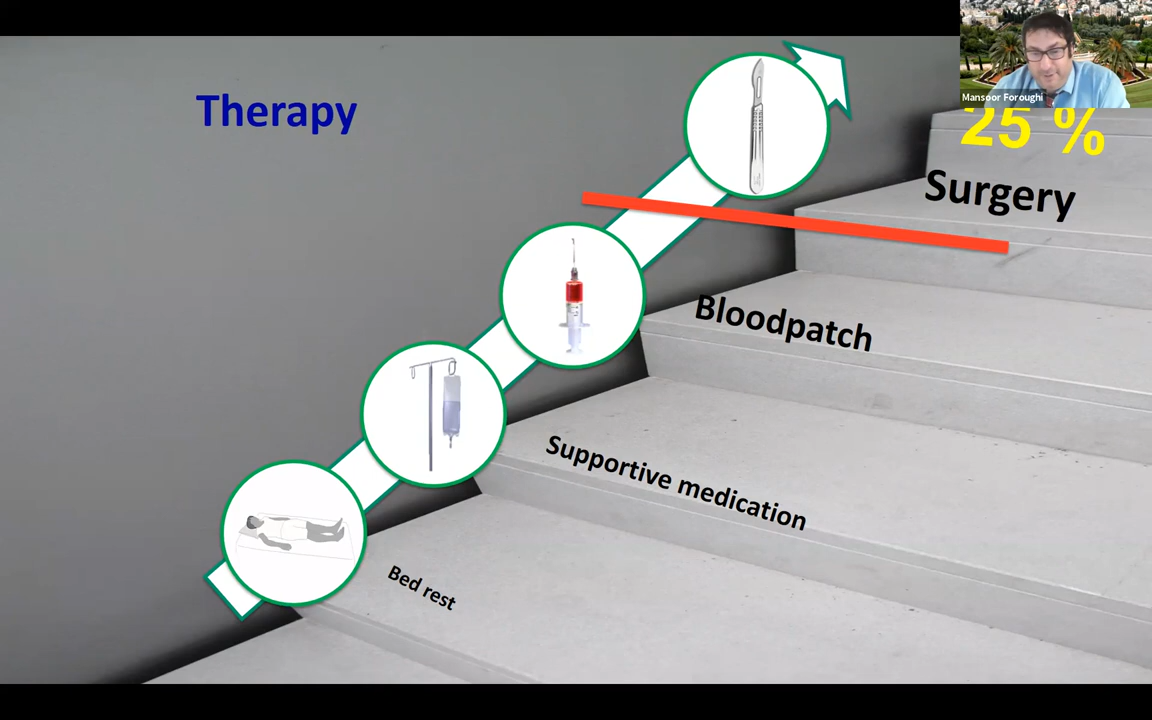 Therapy
Mansoor Foroughi
25 %
Surgery
Bloodpatch
Supportive medication
Bed rest